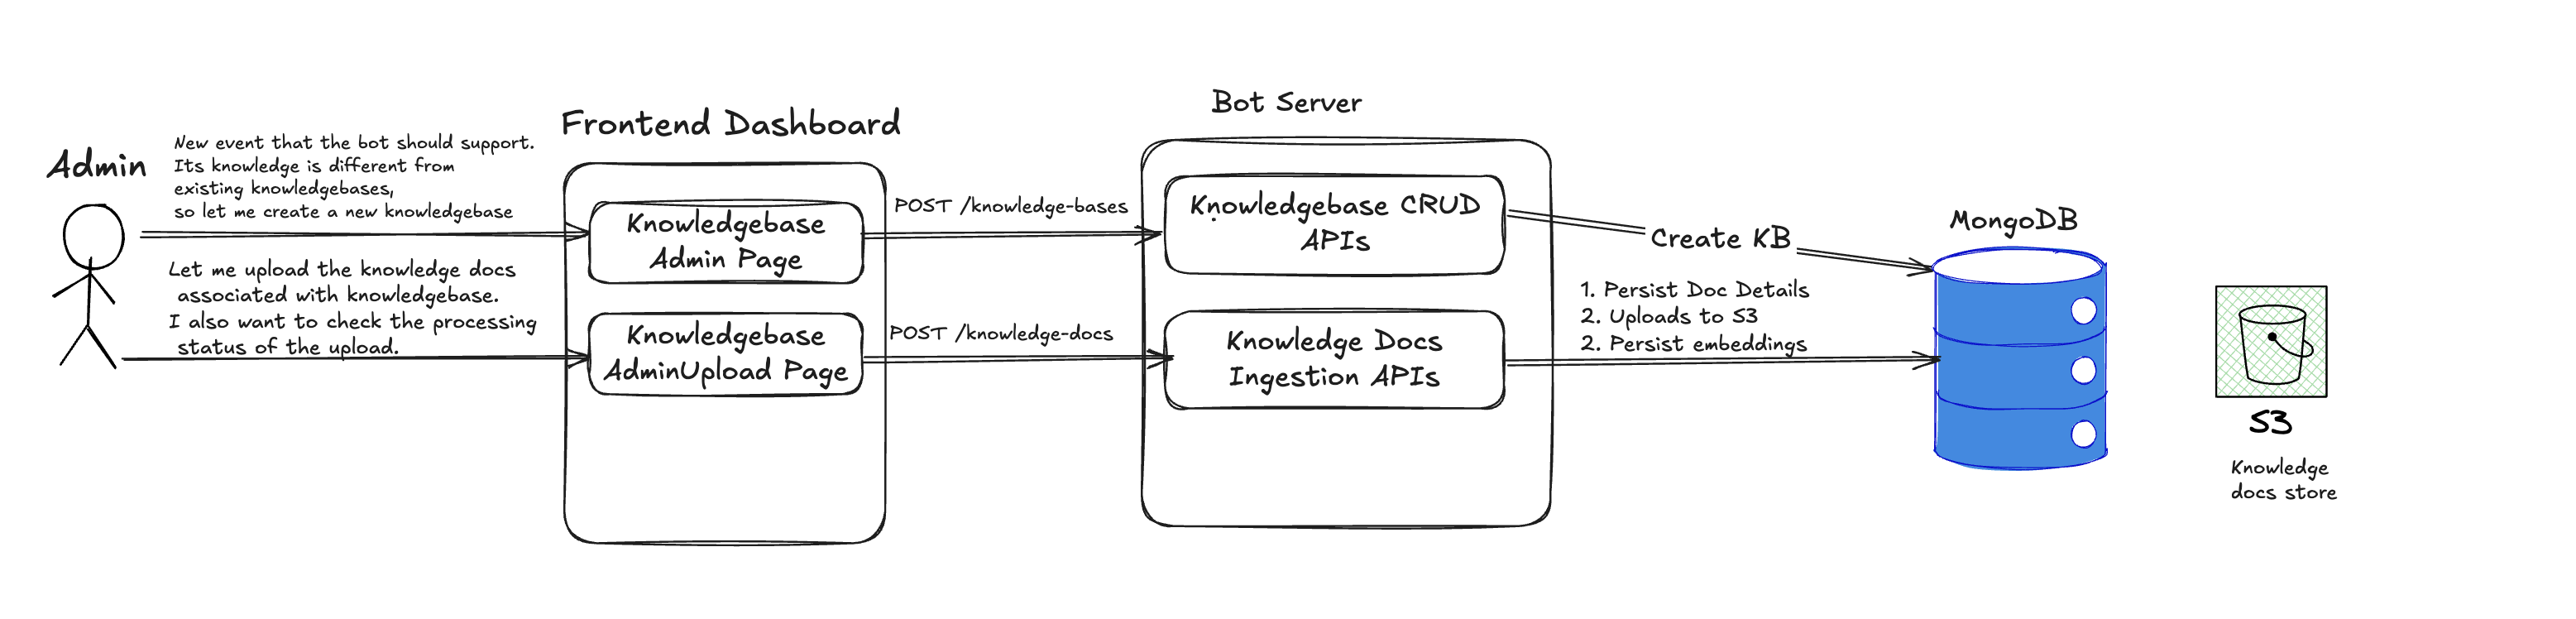 Admin
New event that the bot should support.
Its knowledge is different from
existing knowledgebases,
so let me create a new knowledgebase
Let me upload the knowledge docs
associated with knowledgebase.
I also want to check the processing
status of the upload.
Frontend Dashboard
Knowledgebase
Admin Page
Knowledgebase
AdminUpload Page
POST /knowledge-bases
POST /knowledge-docs
Bot Server
Knowledgebase CRUD
APIs
Knowledge Docs
Ingestion APIs
Create KB
1. Persist Doc Details
2. Uploads to S3
2. Persist embeddings
MongoDB
S3
Knowledge
docs store